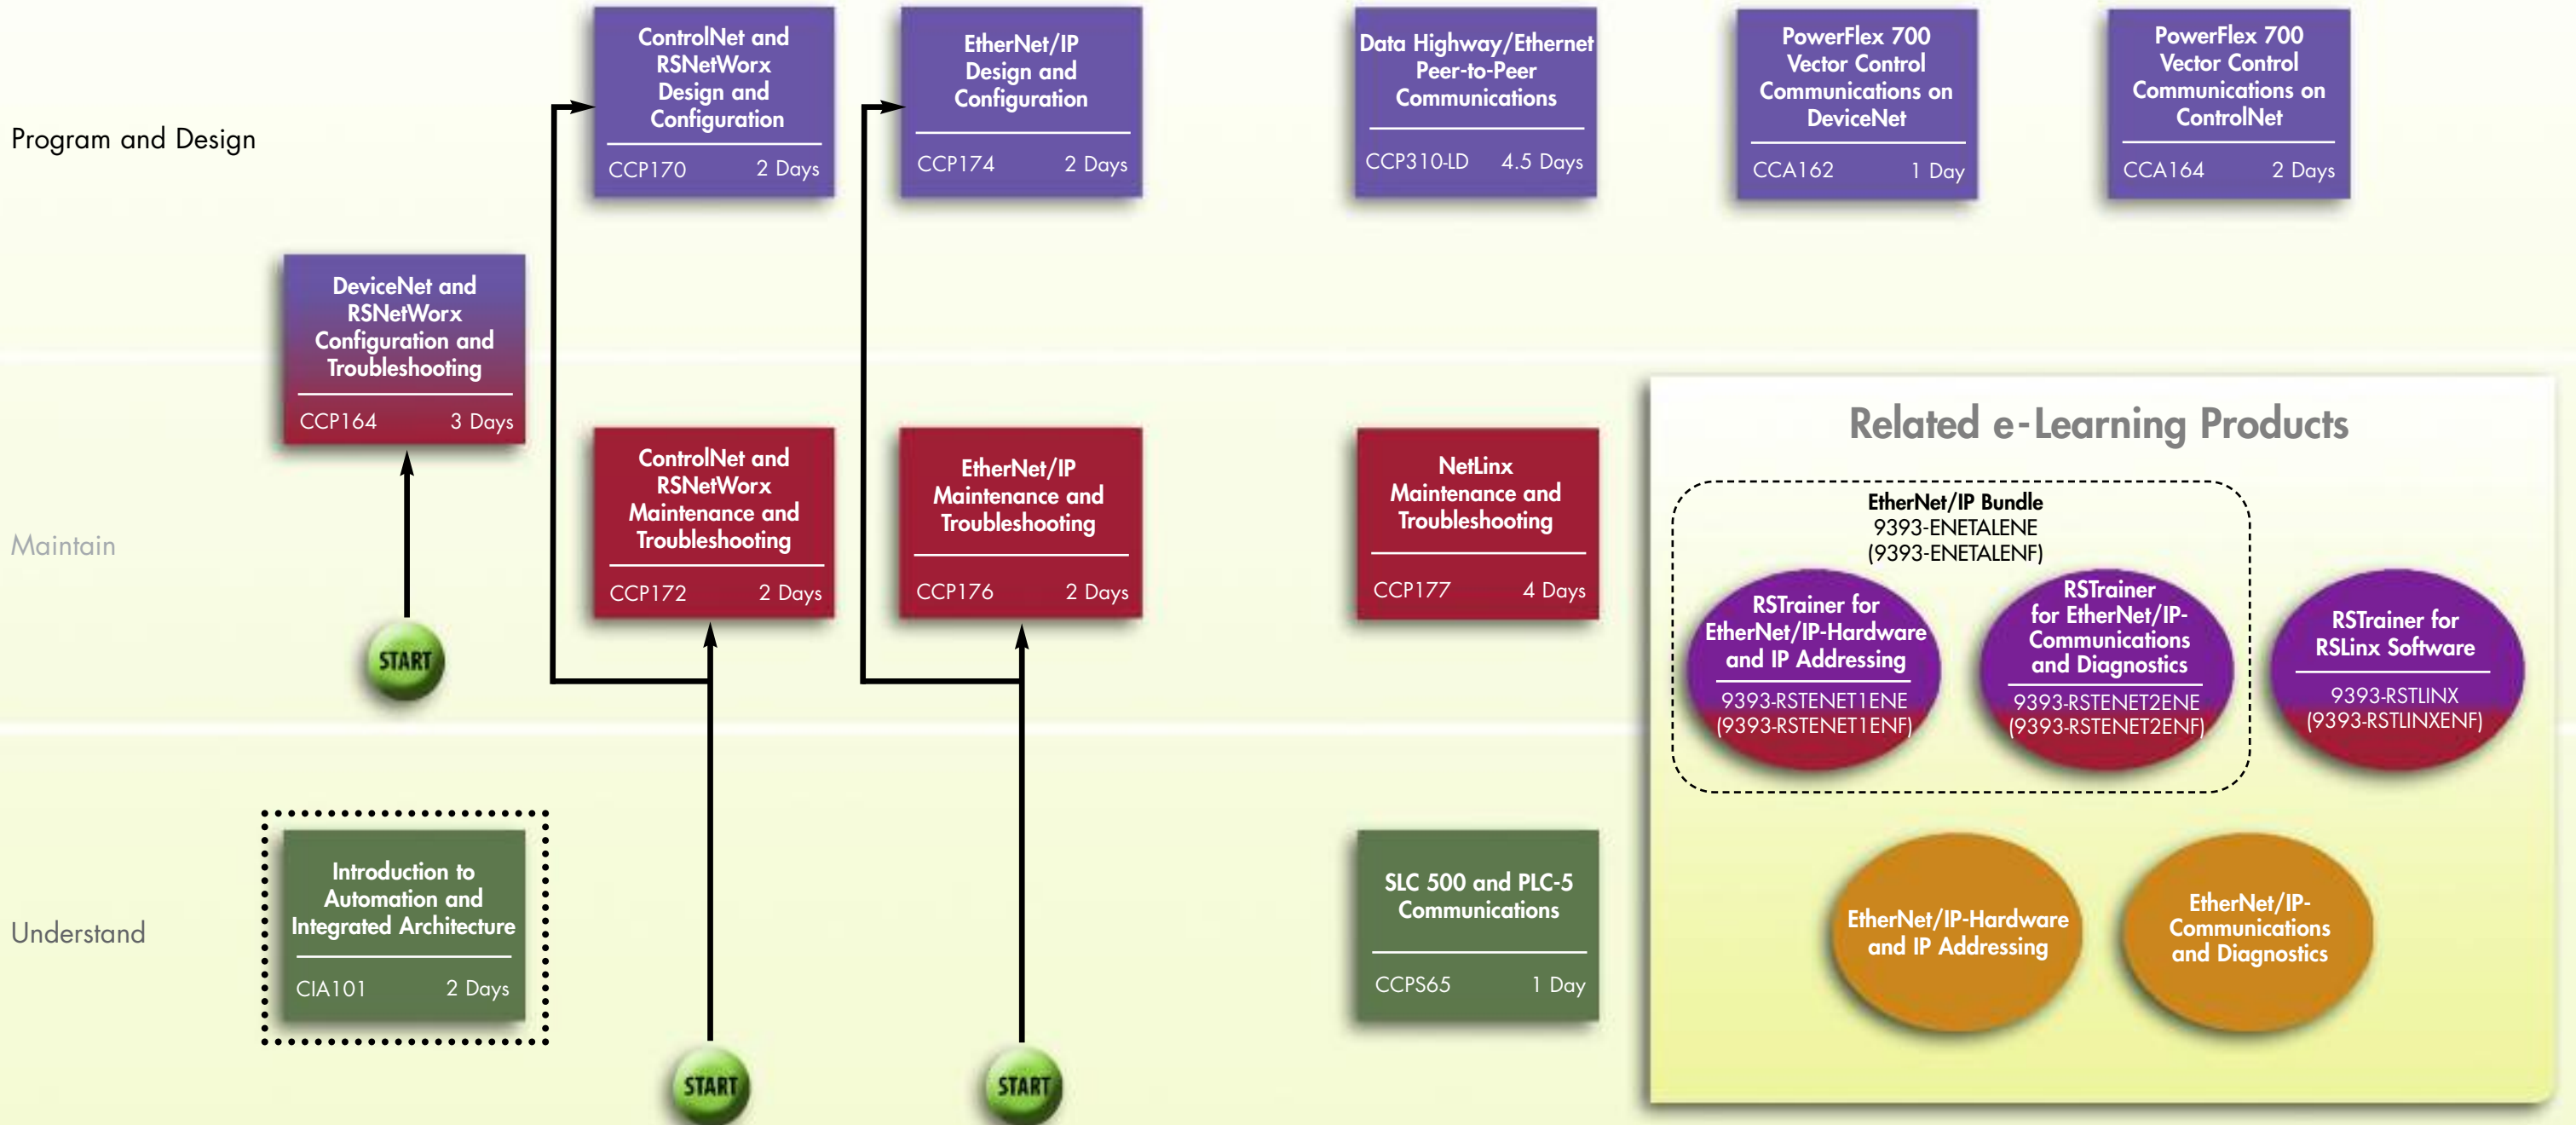 Program and Design
ControlNet and
RSNetWorx
Design and
Configuration
CCP170 2 Days
EtherNet/IP
Design and
Configuration
CCP174 2 Days
Data Highway/Ethernet
Peer-to-Peer
Communications
CCP310-LD 4.5 Days
PowerFlex 700
Vector Control
Communications on
DeviceNet
CCA162 1 Day
PowerFlex 700
Vector Control
Communications on
ControlNet
CCA164 2 Days
DeviceNet and
RSNetWorx
Configuration and
Troubleshooting
CCP164 3 Days
START
Maintain
ControlNet and
RSNetWorx
Maintenance and
Troubleshooting
CCP172 2 Days
EtherNet/IP
Maintenance and
Troubleshooting
CCP176 2 Days
NetLinx
Maintenance and
Troubleshooting
CCP177 4 Days
Related e-Learning Products
EtherNet/IP Bundle
9393-ENETALENE
(9393-ENETALENF)
RSTrainer for
EtherNet/IP-Hardware
and IP Addressing
9393-RSTENET1ENE
(9393-RSTENET1ENF)
RSTrainer
for EtherNet/IP-
Communications
and Diagnostics
9393-RSTENET2ENE
(9393-RSTENET2ENF)
RSTrainer for
RSLinx Software
9393-RSTLINX
(9393-RSTLINXENF)
EtherNet/IP-Hardware
and IP Addressing
EtherNet/IP-
Communications
and Diagnostics
Understand
Introduction to
Automation and
Integrated Architecture
CIA101 2 Days
SLC 500 and PLC-5
Communications
CCPS65 1 Day
START
START